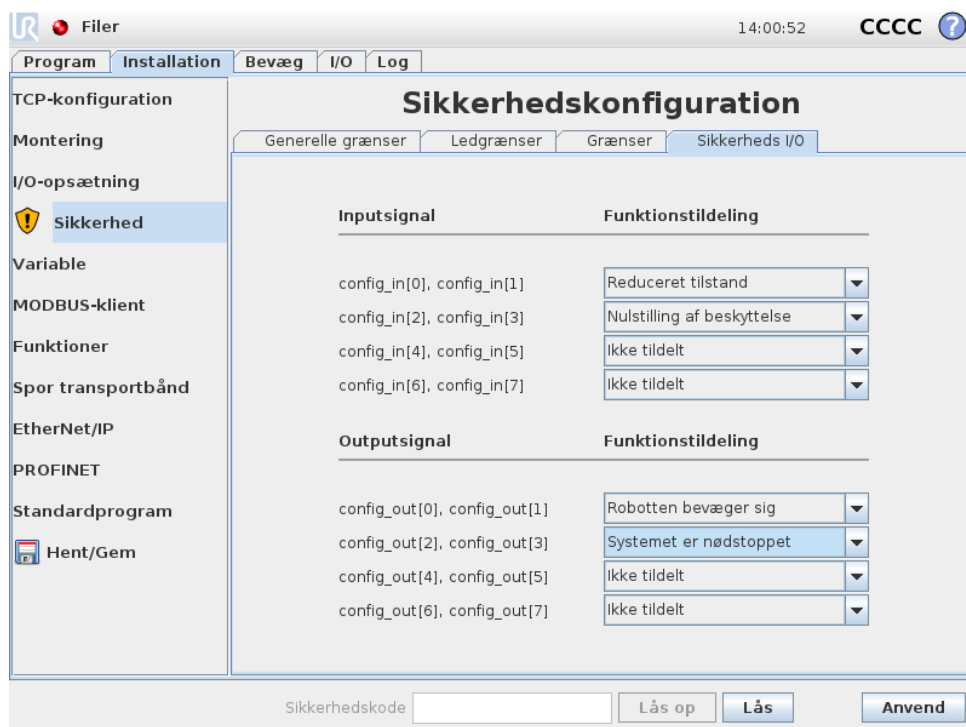 UR Filer 14:00:52 CCCC ?
Program Installation Bevæg I/O Log
TCP-konfiguration
Montering
I/O-opsætning
Sikkerhed
Variable
MODBUS-klient
Funktioner
Spor transportbånd
EtherNet/IP
PROFINET
Standardprogram
Hent/Gem
Sikkerhedskonfiguration
Generelle grænser Ledgrænser Grænser Sikkerheds I/O
Inputsignal Funktionstildeling
config_in[0], config_in[1] Reduceret tilstand
config_in[2], config_in[3] Nulstilling af beskyttelse
config_in[4], config_in[5] Ikke tildelt
config_in[6], config_in[7] Ikke tildelt
Outputsignal Funktionstildeling
config_out[0], config_out[1] Robotten bevæger sig
config_out[2], config_out[3] Systemet er nødstoppet
config_out[4], config_out[5] Ikke tildelt
config_out[6], config_out[7] Ikke tildelt
Sikkerhedskode Lås op Lås Anvend